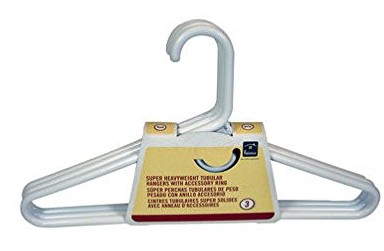 SUPER HEAVYWEIGHT TUBULAR
HANGERS WITH ACCESSORY RING
SUPER PERCHAS TUBULARES DE PESO
PESADO CON ANILLO ACCESORIO
CINTRES TUBULAIRES SUPER SOLIDES
AVEC ANNEAU D'ACCESSOIRES
3